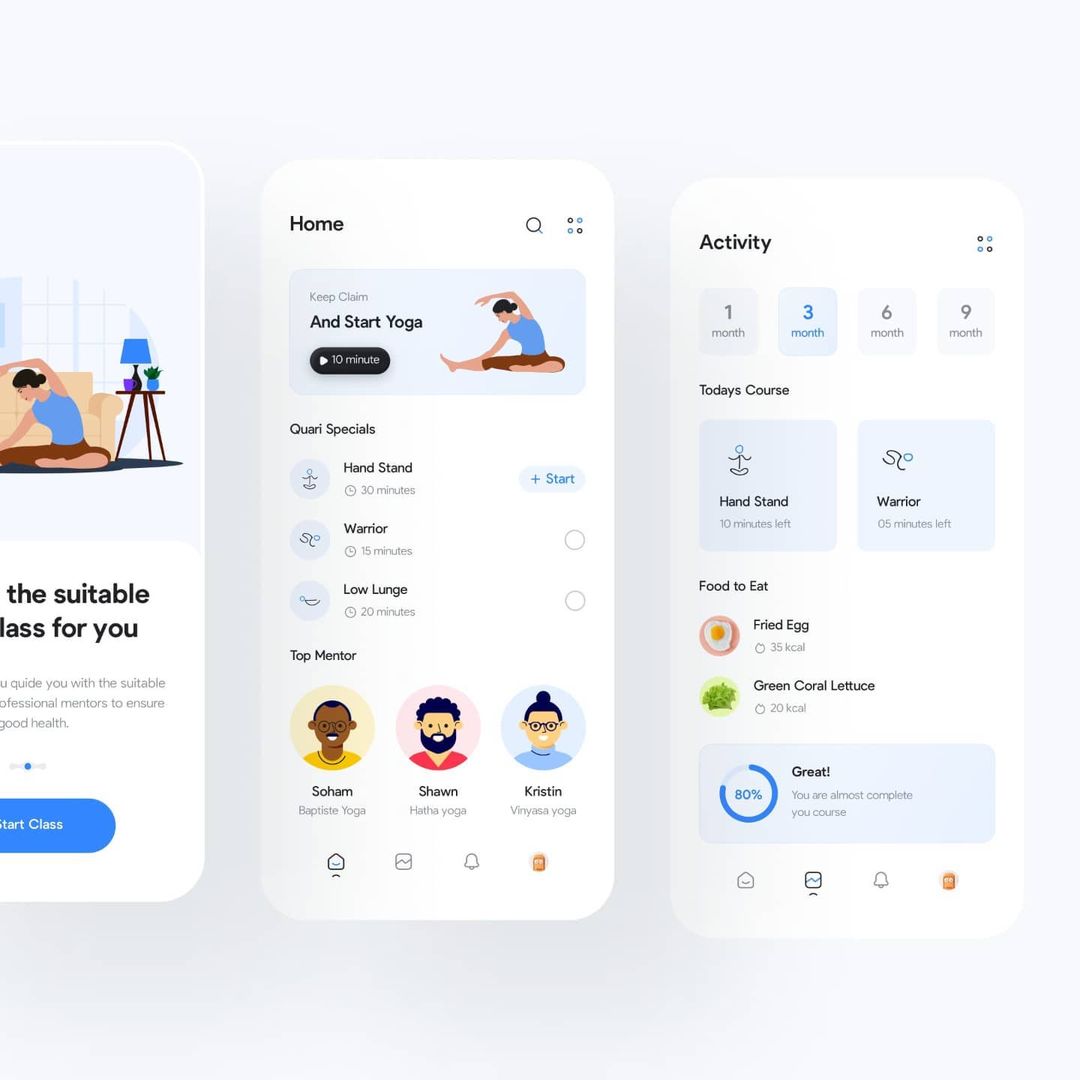 the suitable
lass for you
u quide you with the suitable
ofessional mentors to ensure
good health.
Start Class
Home
Keep Claim
And Start Yoga
10 minute
Quari Specials
Hand Stand
30 minutes
+ Start
Warrior
15 minutes
Low Lunge
20 minutes
Top Mentor
Soham
Shawn
Kristin
Baptiste Yoga
Hatha yoga
Vinyasa yoga
Activity
1
3
6
9
month
month
month
month
Todays Course
Hand Stand
Warrior
10 minutes left
05 minutes left
Food to Eat
Fried Egg
35 kcal
Green Coral Lettuce
20 kcal
80%
Great!
You are almost complete
you course